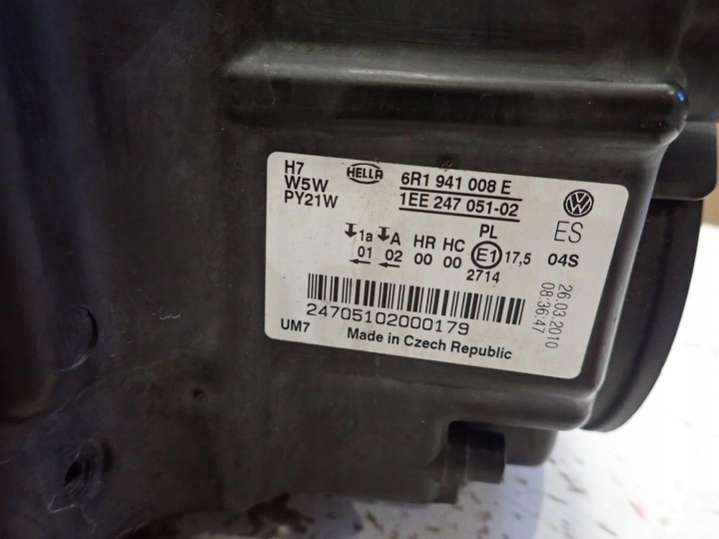 H7
W5W
PY21W
HELLA
6R1 941 008 E
1EE 247 051-02
1a A HR HC PL
01 02 00 00 E1 17,5
2714
ES
04S
24705102000179
UM7 Made in Czech Republic
26.03.2010
08:36:47